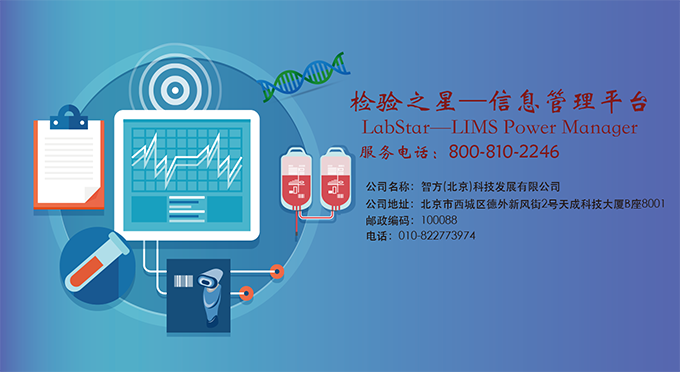 检验之星—信息管理平台
LabStar—LIMS Power Manager
服务电话：800-810-2246
公司名称：智方(北京)科技发展有限公司
公司地址：北京市西城区德外新风街2号天成科技大厦B座8001
邮政编码：100088
电话：010-822773974